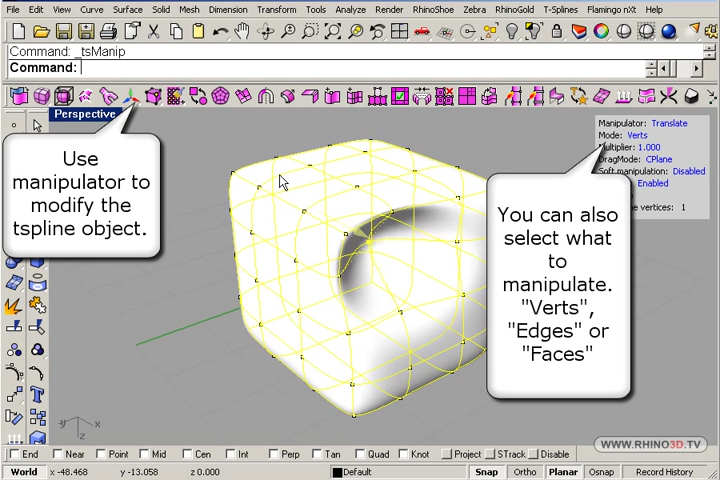 File Edit View Curve Surface Solid Mesh Dimension Transform Tools Analyze Render RhinoShoe Zebra RhinoGold T-Splines Flamingo nXt Help
Command: _tsManip
Command:
Perspective
Use
manipulator to
modify the
tspline object.
Manipulator: Translate
Mode: Verts
Multiplier: 1.000
DragMode: CPlane
Soft manipulation: Disabled
Enabled
vertices: 1
You can also
select what
to
manipulate.
"Verts",
"Edges" or
"Faces"
y x
z
WWW.RHINO3D.TV
End Near Point Mid Cen Int Perp Tan Quad Knot Project STrack Disable
World x -48.468 y -13.058 z 0.000 Default Snap Ortho Planar Osnap Record History